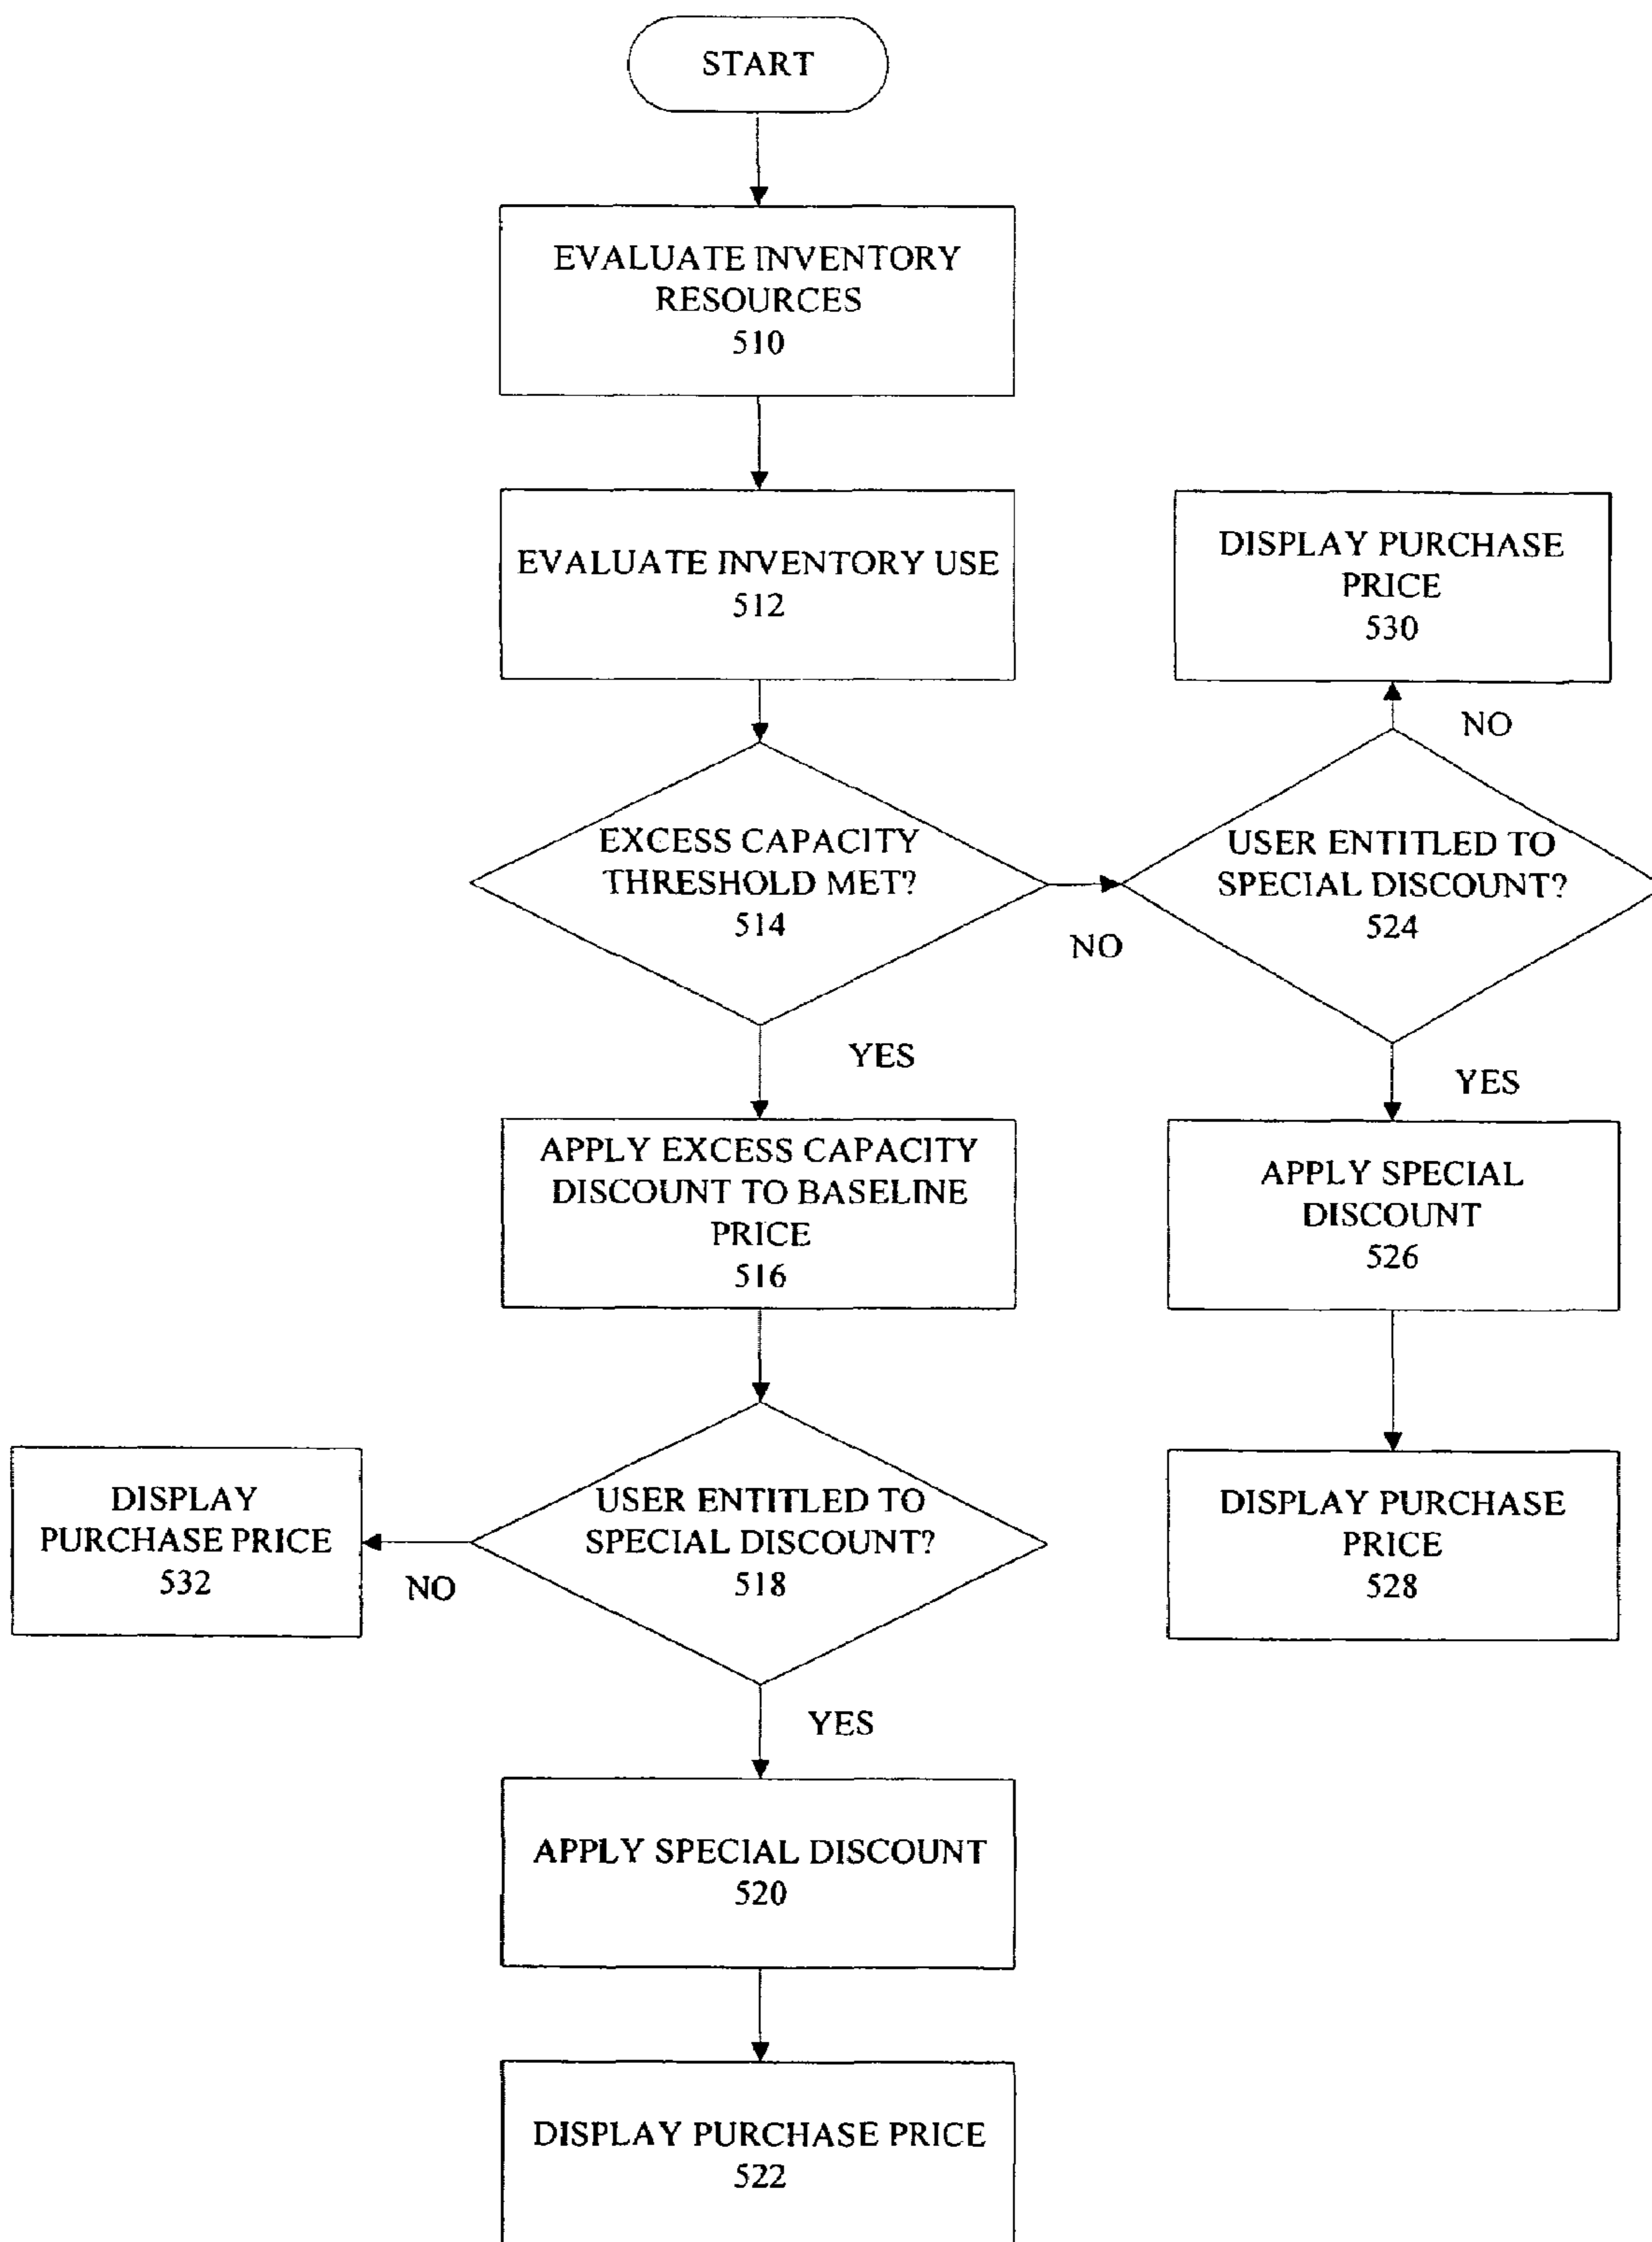 START
EVALUATE INVENTORY
RESOURCES
510
EVALUATE INVENTORY USE
512
DISPLAY PURCHASE
PRICE
530
NO
EXCESS CAPACITY
THRESHOLD MET?
514
NO
USER ENTITLED TO
SPECIAL DISCOUNT?
524
YES
YES
APPLY EXCESS CAPACITY
DISCOUNT TO BASELINE
PRICE
516
APPLY SPECIAL
DISCOUNT
526
DISPLAY
PURCHASE PRICE
532
NO
USER ENTITLED TO
SPECIAL DISCOUNT?
518
DISPLAY PURCHASE
PRICE
528
YES
APPLY SPECIAL DISCOUNT
520
DISPLAY PURCHASE PRICE
522